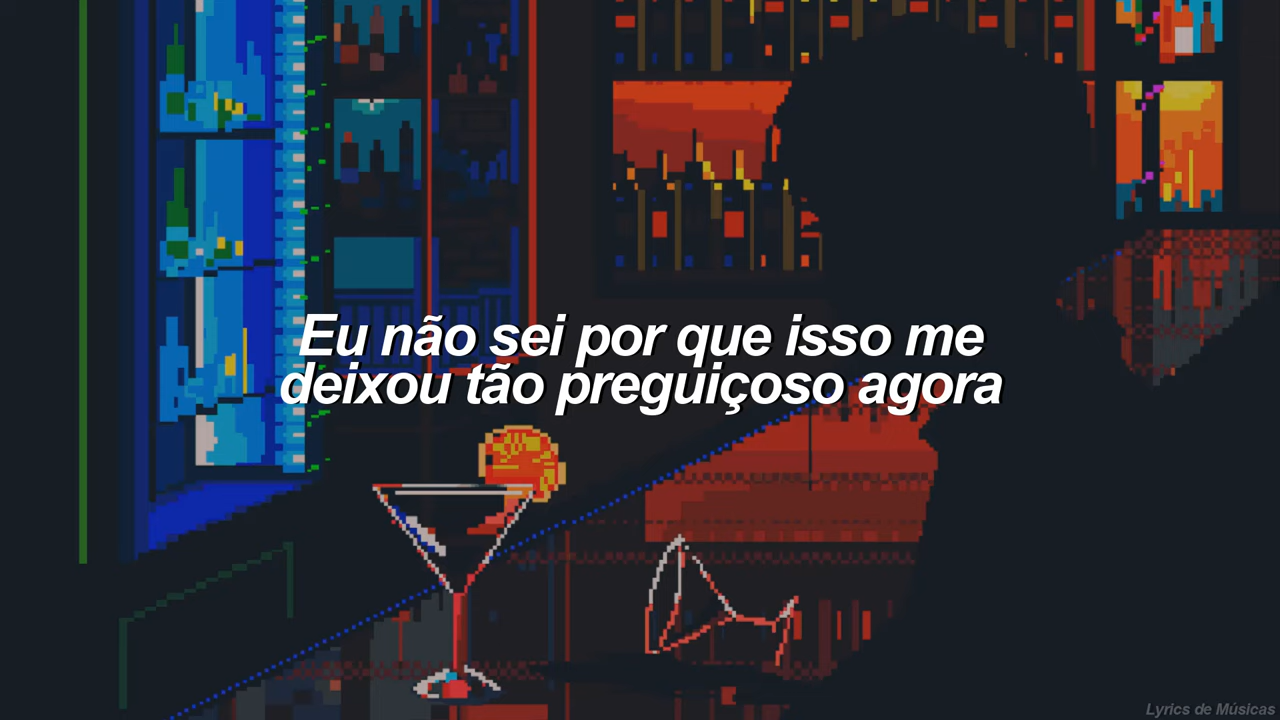 Eu não sei por que isso me
deixou tão preguiçoso agora
Lyrics de Músicas